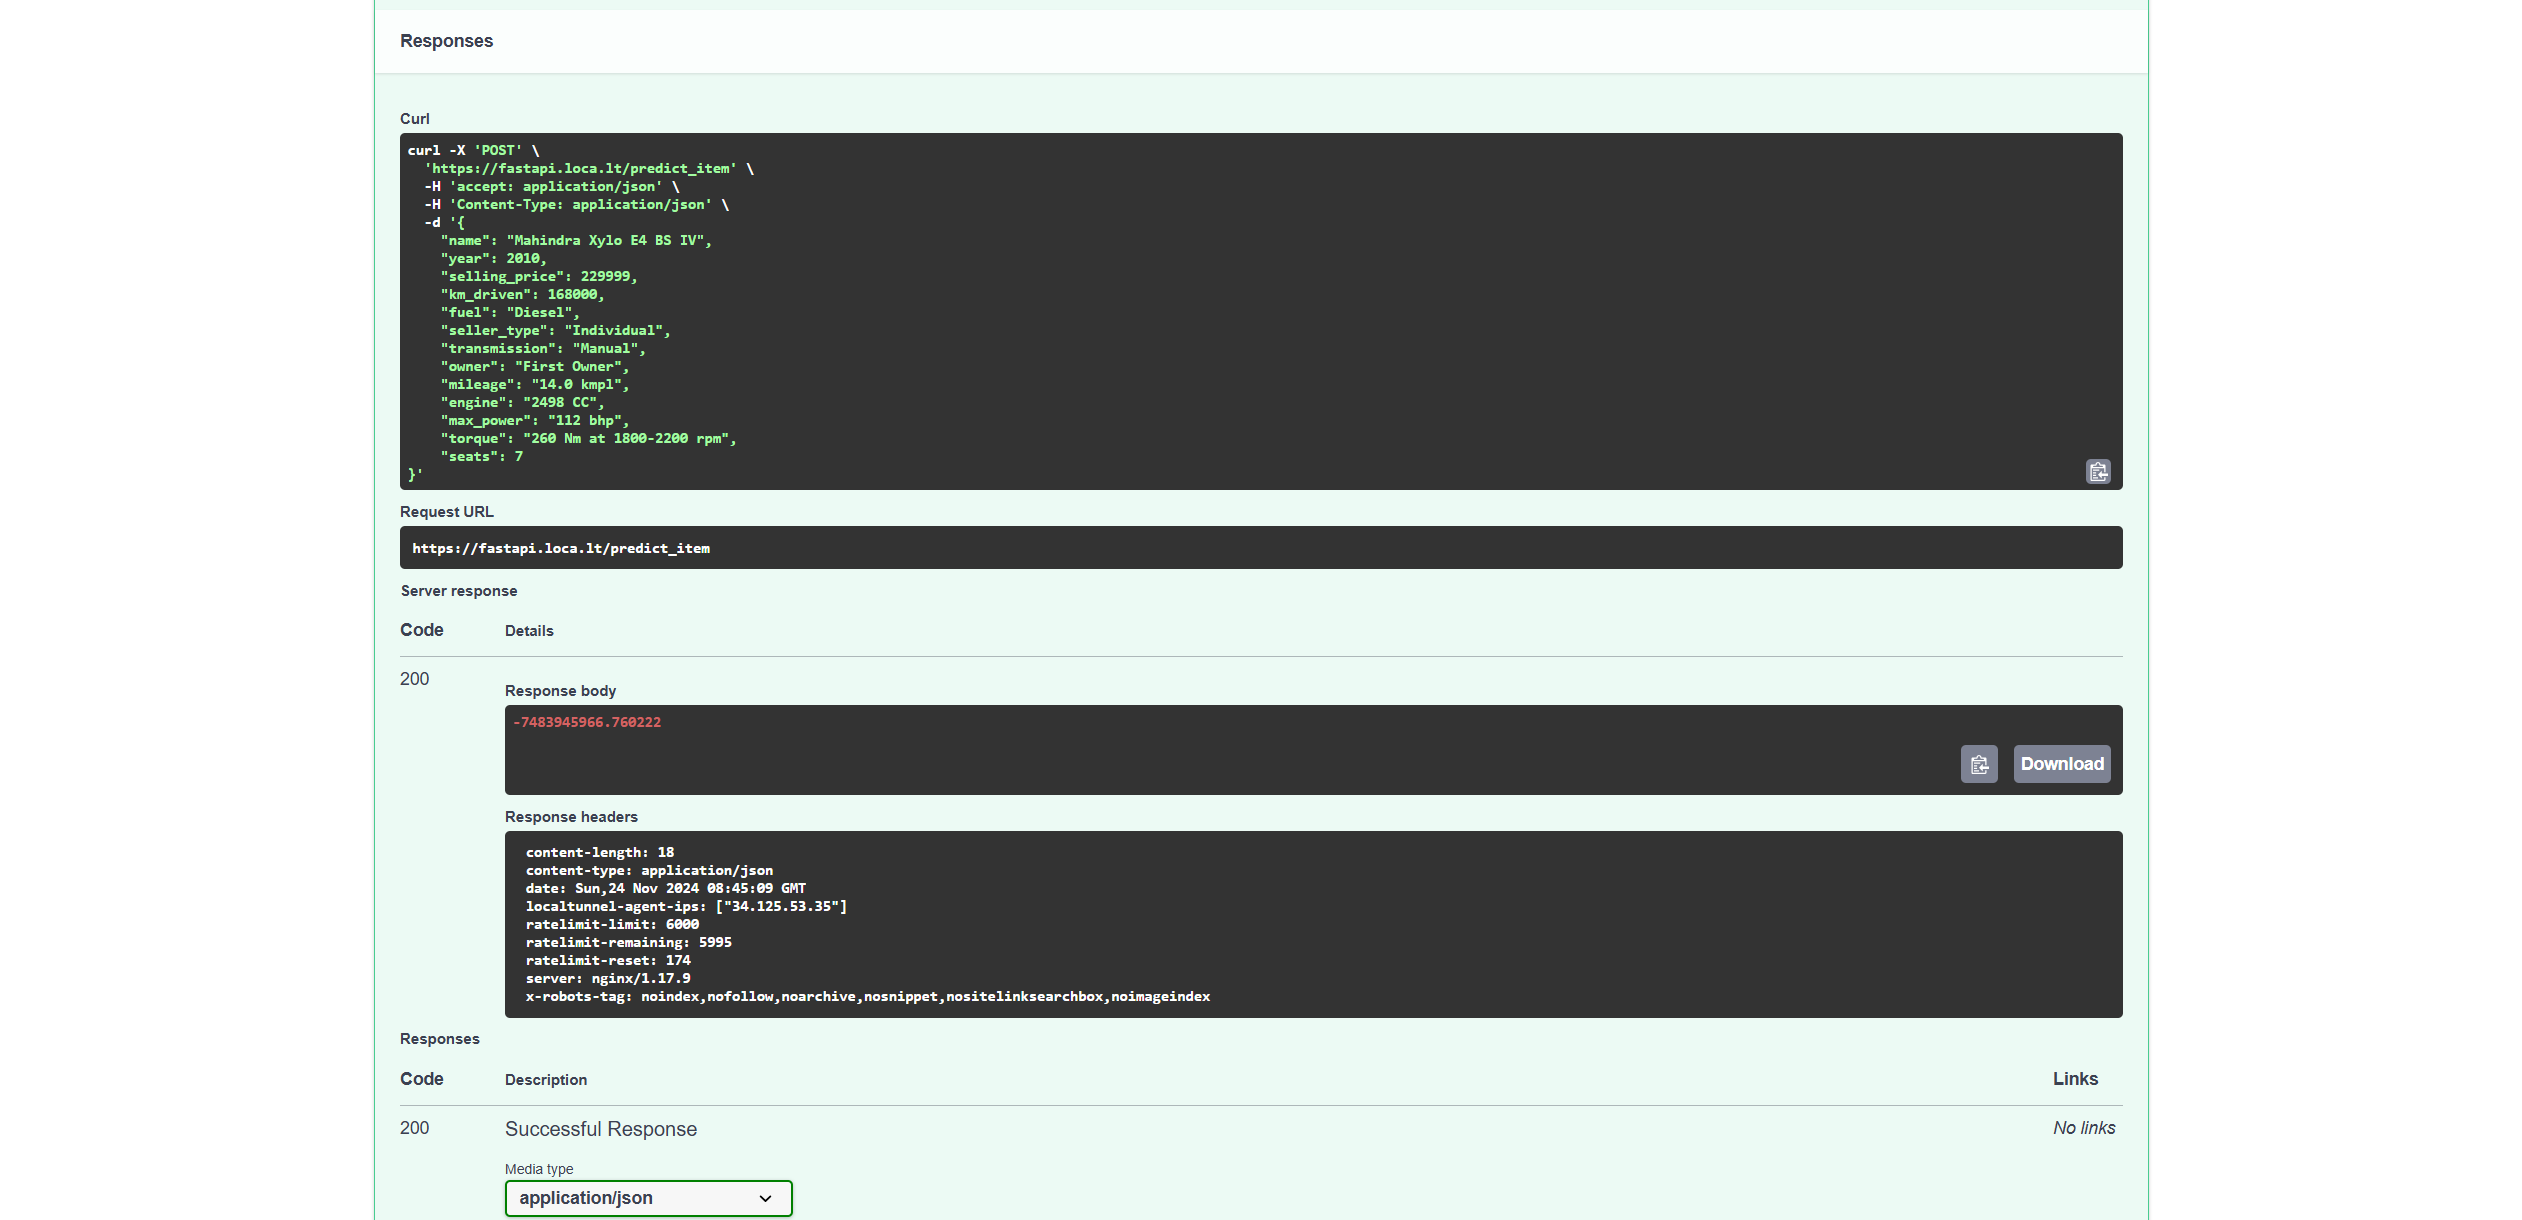 Responses
Curl
curl -X 'POST' \
  'https://fastapi.loca.lt/predict_item' \
  -H 'accept: application/json' \
  -H 'Content-Type: application/json' \
  -d '{
    "name": "Mahindra Xylo E4 BS IV",
    "year": 2010,
    "selling_price": 229999,
    "km_driven": 168000,
    "fuel": "Diesel",
    "seller_type": "Individual",
    "transmission": "Manual",
    "owner": "First Owner",
    "mileage": "14.0 kmpl",
    "engine": "2498 CC",
    "max_power": "112 bhp",
    "torque": "260 Nm at 1800-2200 rpm",
    "seats": 7
}'
Request URL
https://fastapi.loca.lt/predict_item
Server response
Code Details
200
Response body
-7483945966.760222
Download
Response headers
content-length: 18
content-type: application/json
date: Sun,24 Nov 2024 08:45:09 GMT
localtunnel-agent-ips: ["34.125.53.35"]
ratelimit-limit: 6000
ratelimit-remaining: 5995
ratelimit-reset: 174
server: nginx/1.17.9
x-robots-tag: noindex,nofollow,noarchive,nosnippet,nositelinksearchbox,noimageindex
Responses
Code Description Links
200 Successful Response No links
Media type
application/json